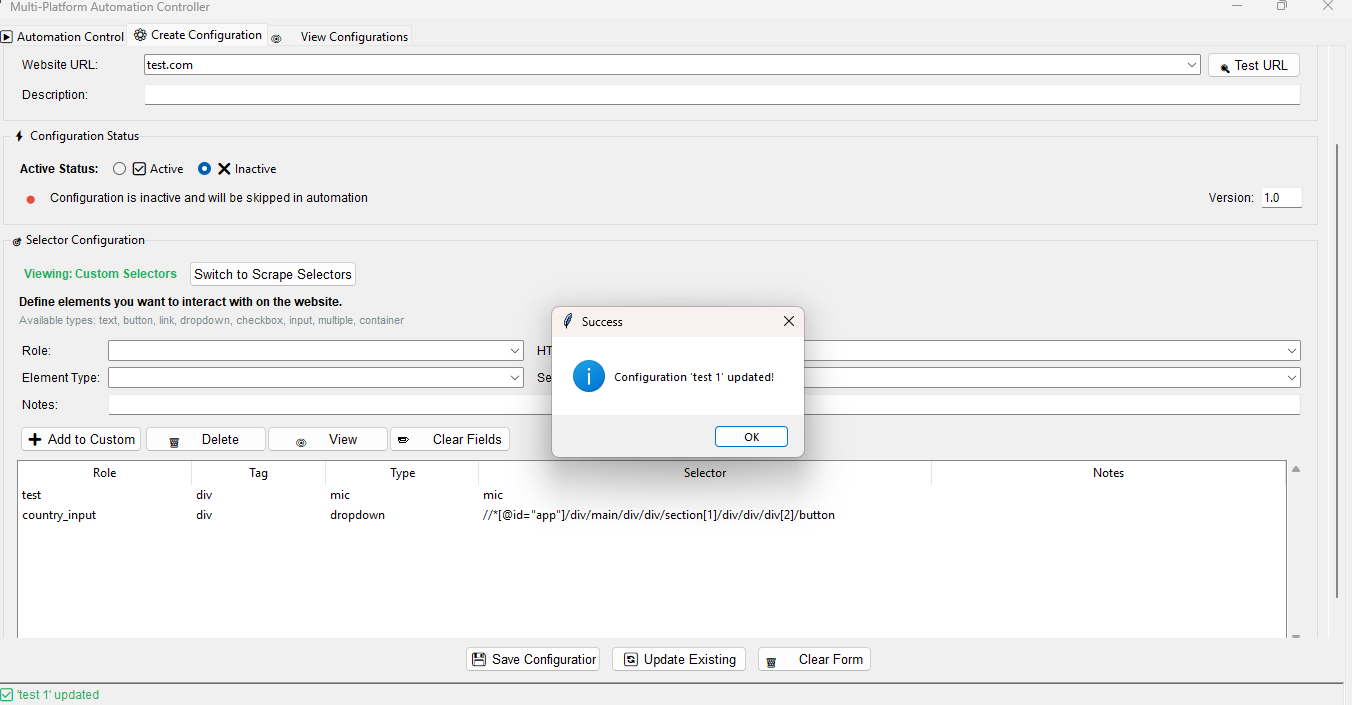 Multi-Platform Automation Controller
Automation Control Create Configuration View Configurations
Website URL: test.com Test URL
Description:
Configuration Status
Active Status: Active Inactive
Configuration is inactive and will be skipped in automation Version: 1.0
Selector Configuration
Viewing: Custom Selectors Switch to Scrape Selectors
Define elements you want to interact with on the website.
Available types: text, button, link, dropdown, checkbox, input, multiple, container
Success
Role: HT
Configuration 'test 1' updated!
Element Type: Se
Notes:
OK
Add to Custom Delete View Clear Fields
Role Tag Type Selector Notes
test div mic mic
country_input div dropdown //*[@id="app"]/div/main/div/div/section[1]/div/div/div[2]/button
Save Configuration Update Existing Clear Form
'test 1' updated